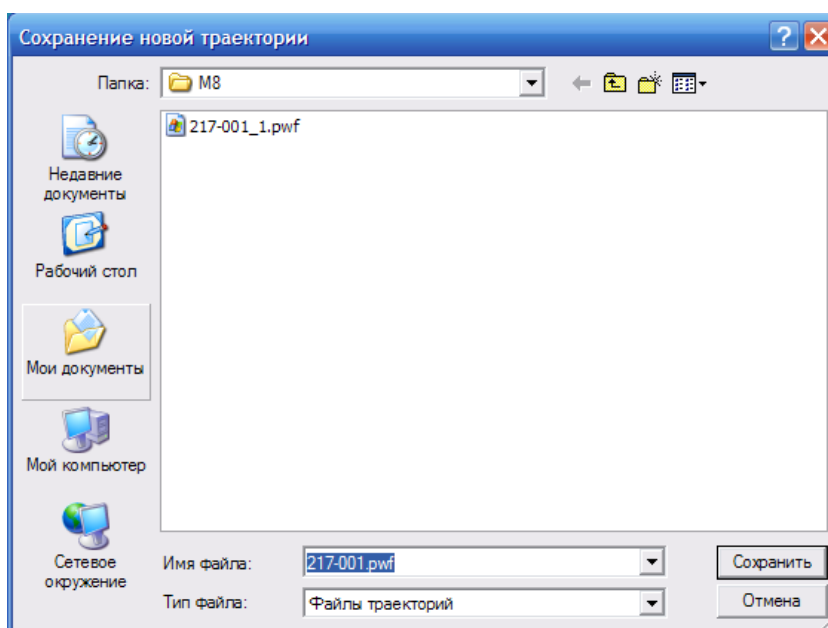 Сохранение новой траектории
Папка: M8
217-001_1.pwf
Недавние
документы
Рабочий стол
Мои документы
Мой компьютер
Сетевое
окружение
Имя файла: 217-001.pwf Сохранить
Тип файла: Файлы траекторий Отмена